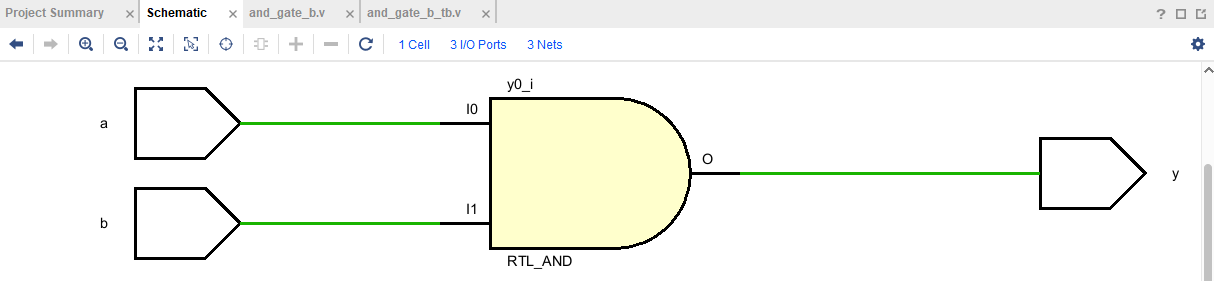 Project Summary × Schematic × and_gate_b.v × and_gate_b_tb.v × ?
1 Cell 3 I/O Ports 3 Nets
y0_i
I0
a
O
y
I1
b
RTL_AND